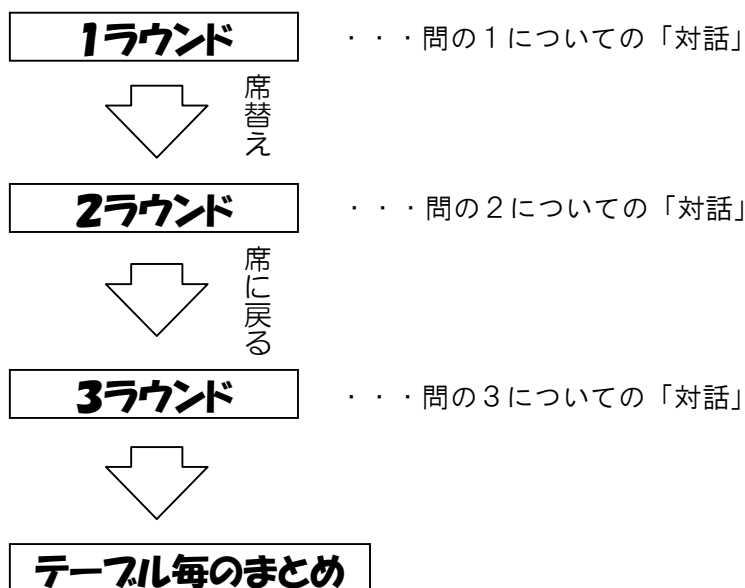 1ラウンド ・・・問の1についての「対話」
席替え
2ラウンド ・・・問の2についての「対話」
席に戻る
3ラウンド ・・・問の3についての「対話」
テーブル毎のまとめ